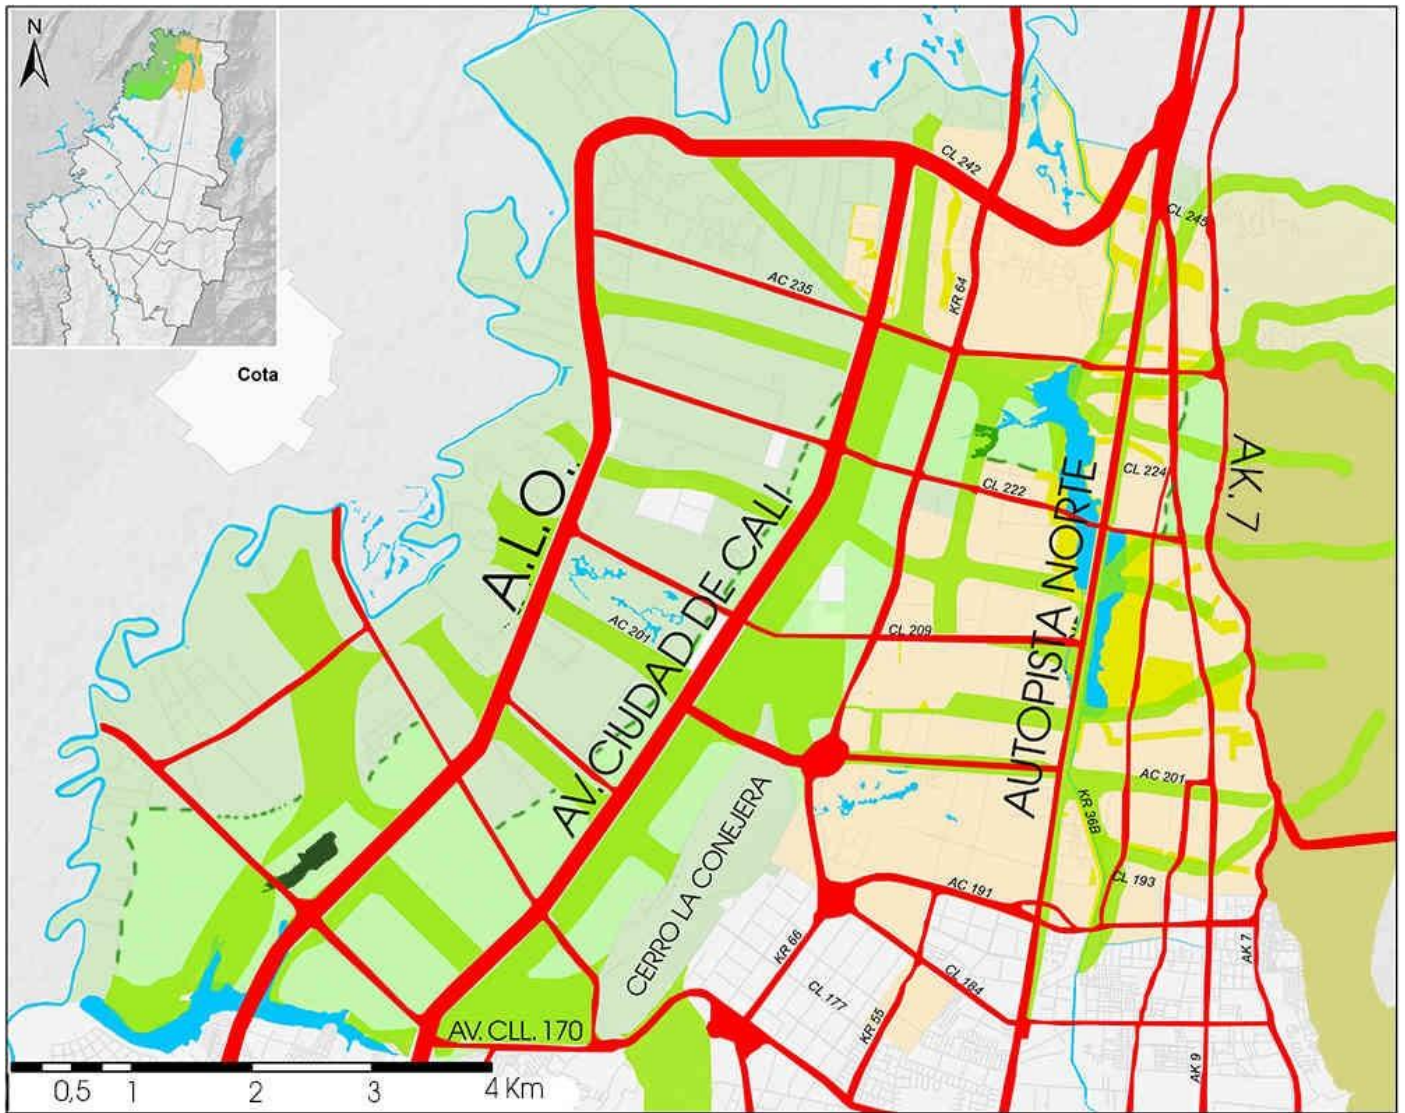 N
Cota
CL 242
CL 245
AC 235
KR 64
A.L.O..
AV. CIUDAD DE CALI
CL 222
CL 224
AK. 7
AUTOPISTA NORTE
AC 201
CL 209
AC 201
KR 36B
CL 193
AC 191
CERRO LA CONEJERA
KR 66
CL 177
CL 184
KR 55
AK 7
AK 9
AV. CLL. 170
0,5 1 2 3 4 Km